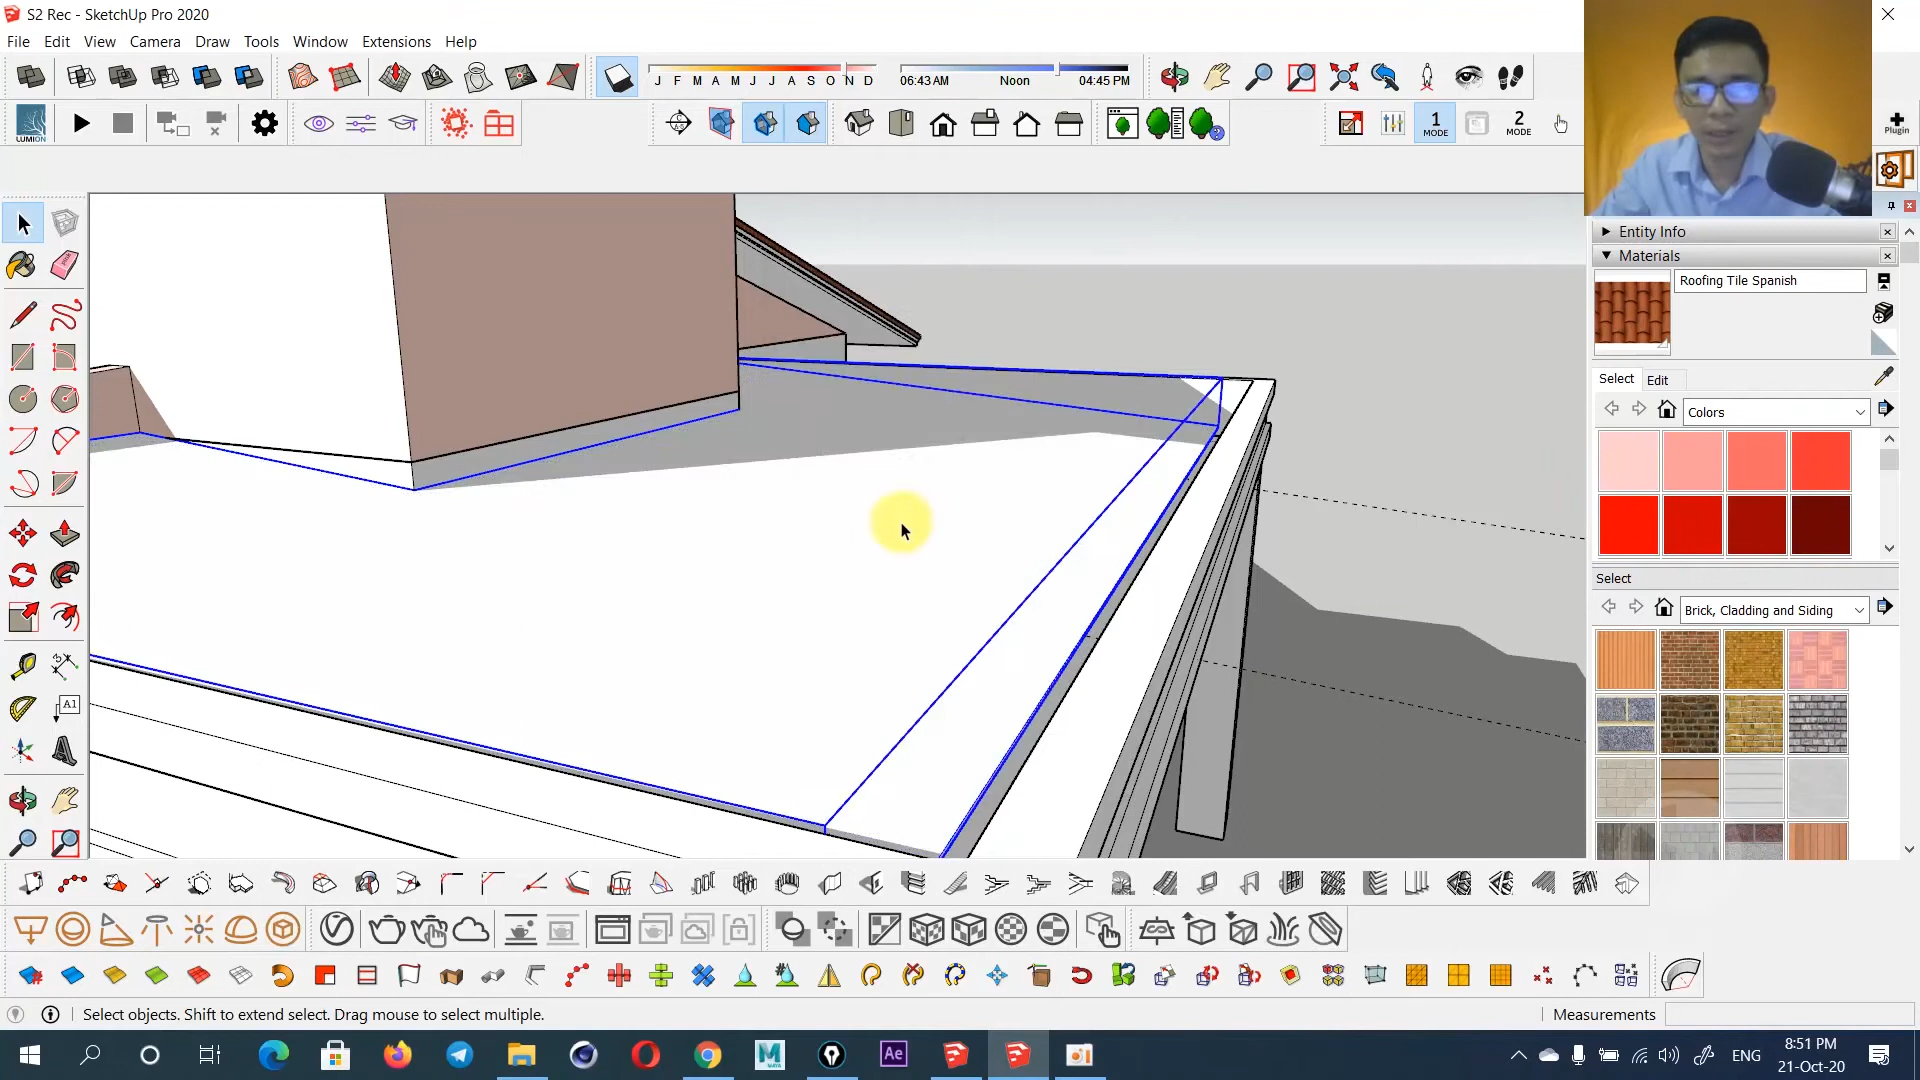 S2 Rec - SketchUp Pro 2020
File Edit View Camera Draw Tools Window Extensions Help
J F M A M J J A S O N D
06:43 AM Noon 04:45 PM
LUMION
1 MODE
2 MODE
Plugin
Entity Info
Materials
Roofing Tile Spanish
Select Edit
Colors
Select
Brick, Cladding and Siding
A1
Select objects. Shift to extend select. Drag mouse to select multiple.
Measurements
Ae
ENG
8:51 PM
21-Oct-20